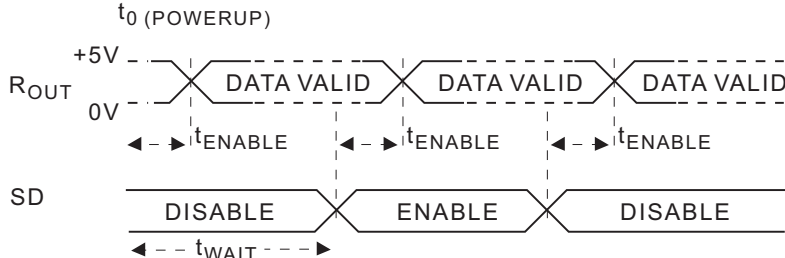 t0 (POWERUP)
+5V
ROUT
DATA VALID DATA VALID DATA VALID
0V
tENABLE tENABLE tENABLE
SD
DISABLE ENABLE DISABLE
tWAIT